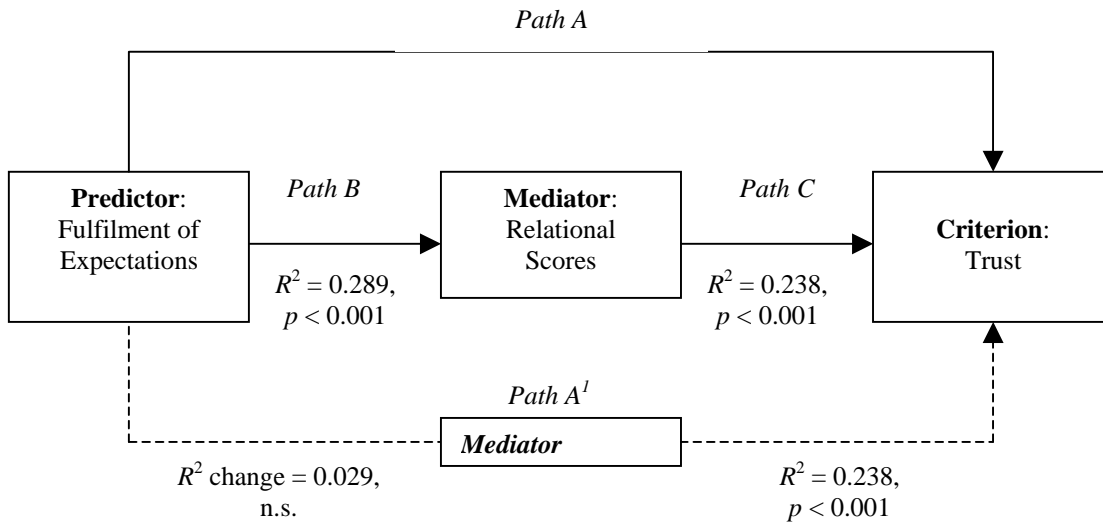 Path A
Predictor:
Fulfilment of
Expectations
Path B
R² = 0.289,
p < 0.001
Mediator:
Relational
Scores
Path C
R² = 0.238,
p < 0.001
Criterion:
Trust
Path A¹
Mediator
R² change = 0.029,
n.s.
R² = 0.238,
p < 0.001